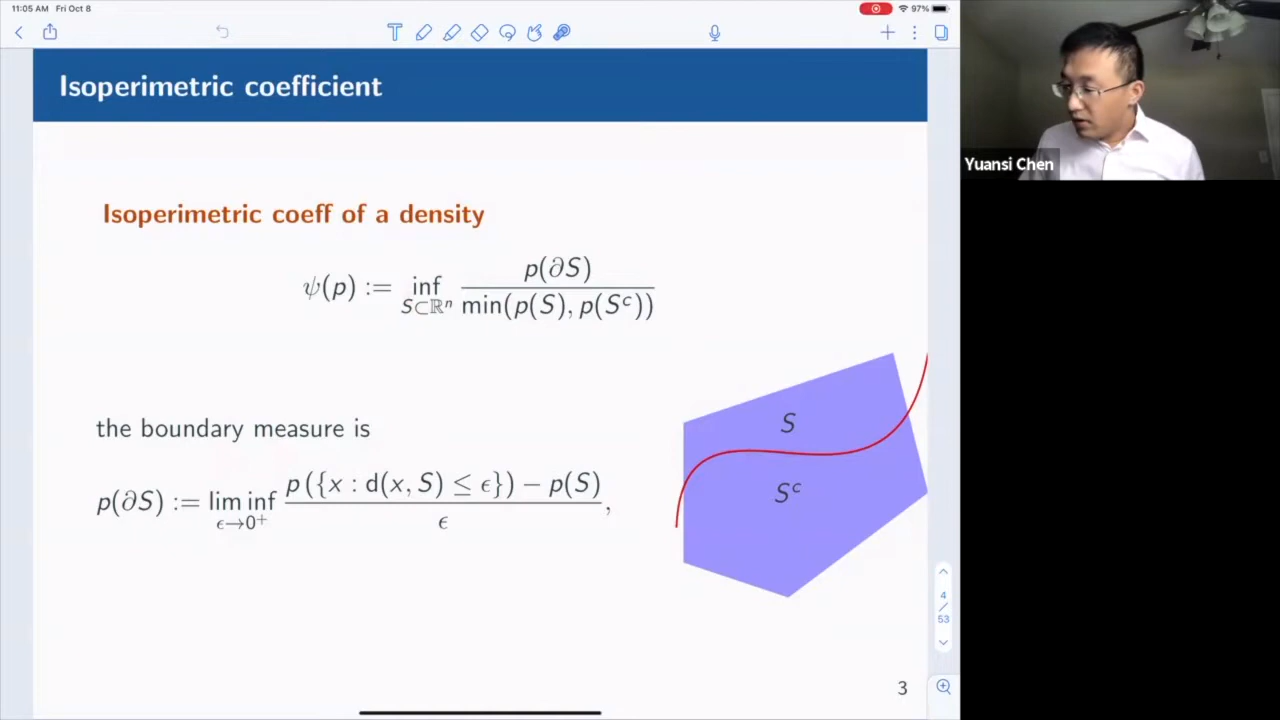 11:05 AM Fri Oct 8
97%
Isoperimetric coefficient
Yuansi Chen
Isoperimetric coeff of a density
ψ(p) := inf_{S⊂ℝⁿ} p(∂S) / min(p(S), p(Sᶜ))
S
the boundary measure is
Sᶜ
p(∂S) := lim inf_{ϵ→0⁺} (p({x : d(x, S) ≤ ϵ}) − p(S)) / ϵ,
4
/
53
3